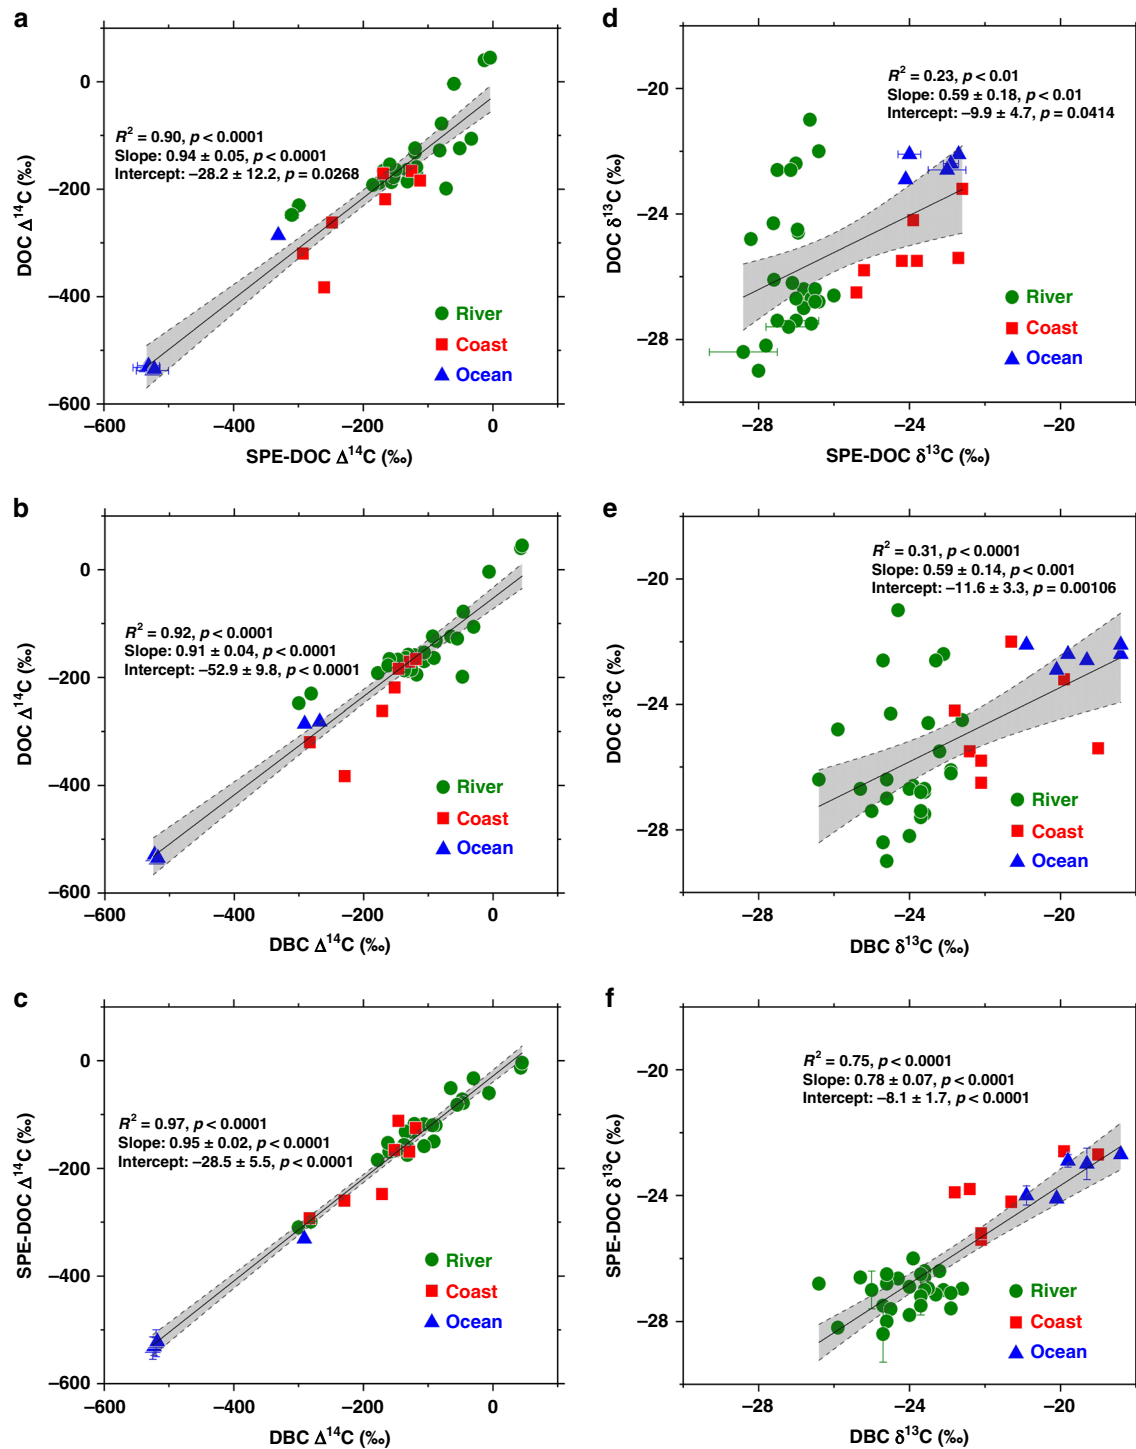 a
0
−200
−400
−600
−600
−400
−200
0
DOC Δ¹⁴C (‰)
SPE-DOC Δ¹⁴C (‰)
R² = 0.90, p < 0.0001
Slope: 0.94 ± 0.05, p < 0.0001
Intercept: −28.2 ± 12.2, p = 0.0268
River
Coast
Ocean
d
−20
−24
−28
−28
−24
−20
DOC δ¹³C (‰)
SPE-DOC δ¹³C (‰)
R² = 0.23, p < 0.01
Slope: 0.59 ± 0.18, p < 0.01
Intercept: −9.9 ± 4.7, p = 0.0414
River
Coast
Ocean
b
0
−200
−400
−600
−600
−400
−200
0
DOC Δ¹⁴C (‰)
DBC Δ¹⁴C (‰)
R² = 0.92, p < 0.0001
Slope: 0.91 ± 0.04, p < 0.0001
Intercept: −52.9 ± 9.8, p < 0.0001
River
Coast
Ocean
e
−20
−24
−28
−28
−24
−20
DOC δ¹³C (‰)
DBC δ¹³C (‰)
R² = 0.31, p < 0.0001
Slope: 0.59 ± 0.14, p < 0.001
Intercept: −11.6 ± 3.3, p = 0.00106
River
Coast
Ocean
c
0
−200
−400
−600
−600
−400
−200
0
SPE-DOC Δ¹⁴C (‰)
DBC Δ¹⁴C (‰)
R² = 0.97, p < 0.0001
Slope: 0.95 ± 0.02, p < 0.0001
Intercept: −28.5 ± 5.5, p < 0.0001
River
Coast
Ocean
f
−20
−24
−28
−28
−24
−20
SPE-DOC δ¹³C (‰)
DBC δ¹³C (‰)
R² = 0.75, p < 0.0001
Slope: 0.78 ± 0.07, p < 0.0001
Intercept: −8.1 ± 1.7, p < 0.0001
River
Coast
Ocean